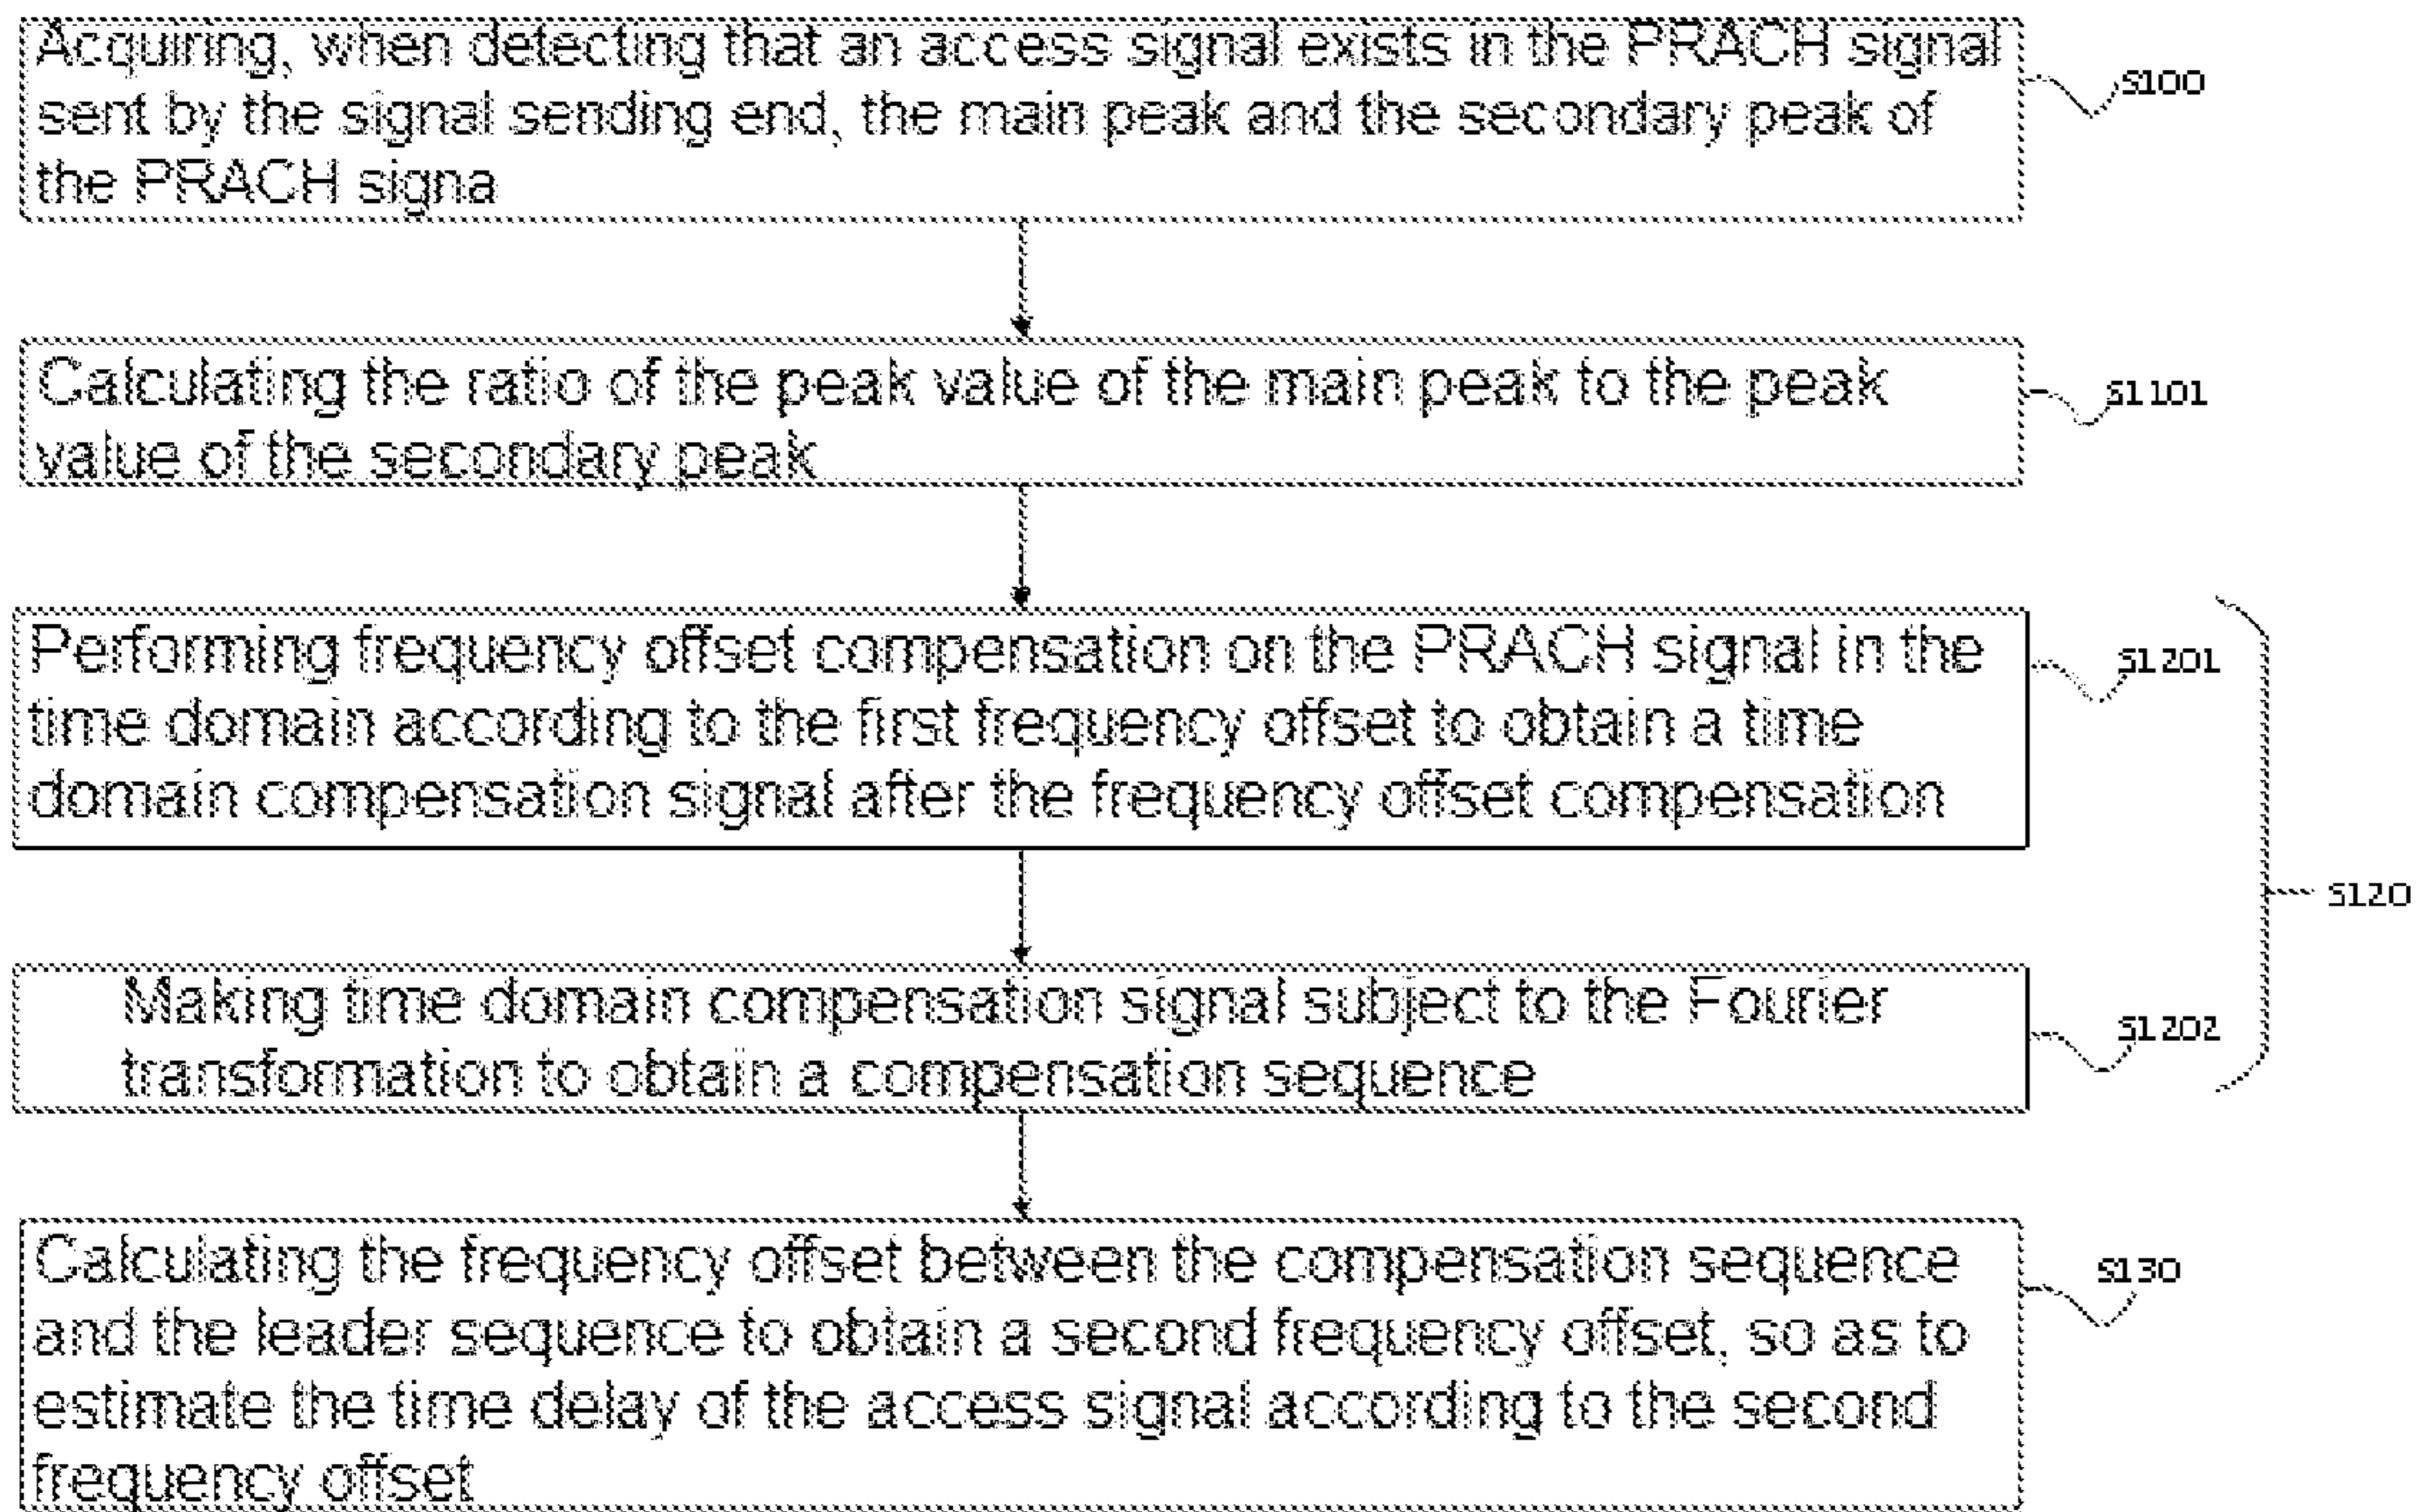 Acquiring, when detecting that an access signal exists in the PRACH signal
sent by the signal sending end, the main peak and the secondary peak of
the PRACH signa
S100
Calculating the ratio of the peak value of the main peak to the peak
value of the secondary peak
S1101
Performing frequency offset compensation on the PRACH signal in the
time domain according to the first frequency offset to obtain a time
domain compensation signal after the frequency offset compensation
S1201
S120
Making time domain compensation signal subject to the Fourier
transformation to obtain a compensation sequence
S1202
Calculating the frequency offset between the compensation sequence
and the leader sequence to obtain a second frequency offset, so as to
estimate the time delay of the access signal according to the second
frequency offset
S130